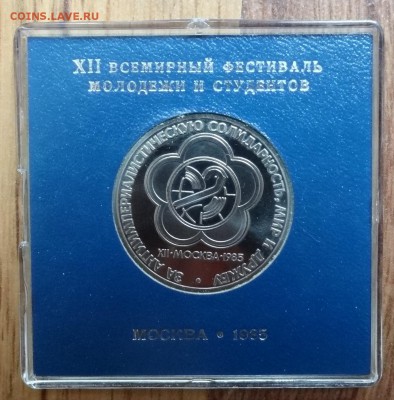 COINS.LAVE.RU
XII ВСЕМИРНЫЙ ФЕСТИВАЛЬ
МОЛОДЕЖИ И СТУДЕНТОВ
ЗА АНТИИМПЕРИАЛИСТИЧЕСКУЮ СОЛИДАРНОСТЬ, МИР И ДРУЖБУ
XII•МОСКВА•1985
МОСКВА • 1985